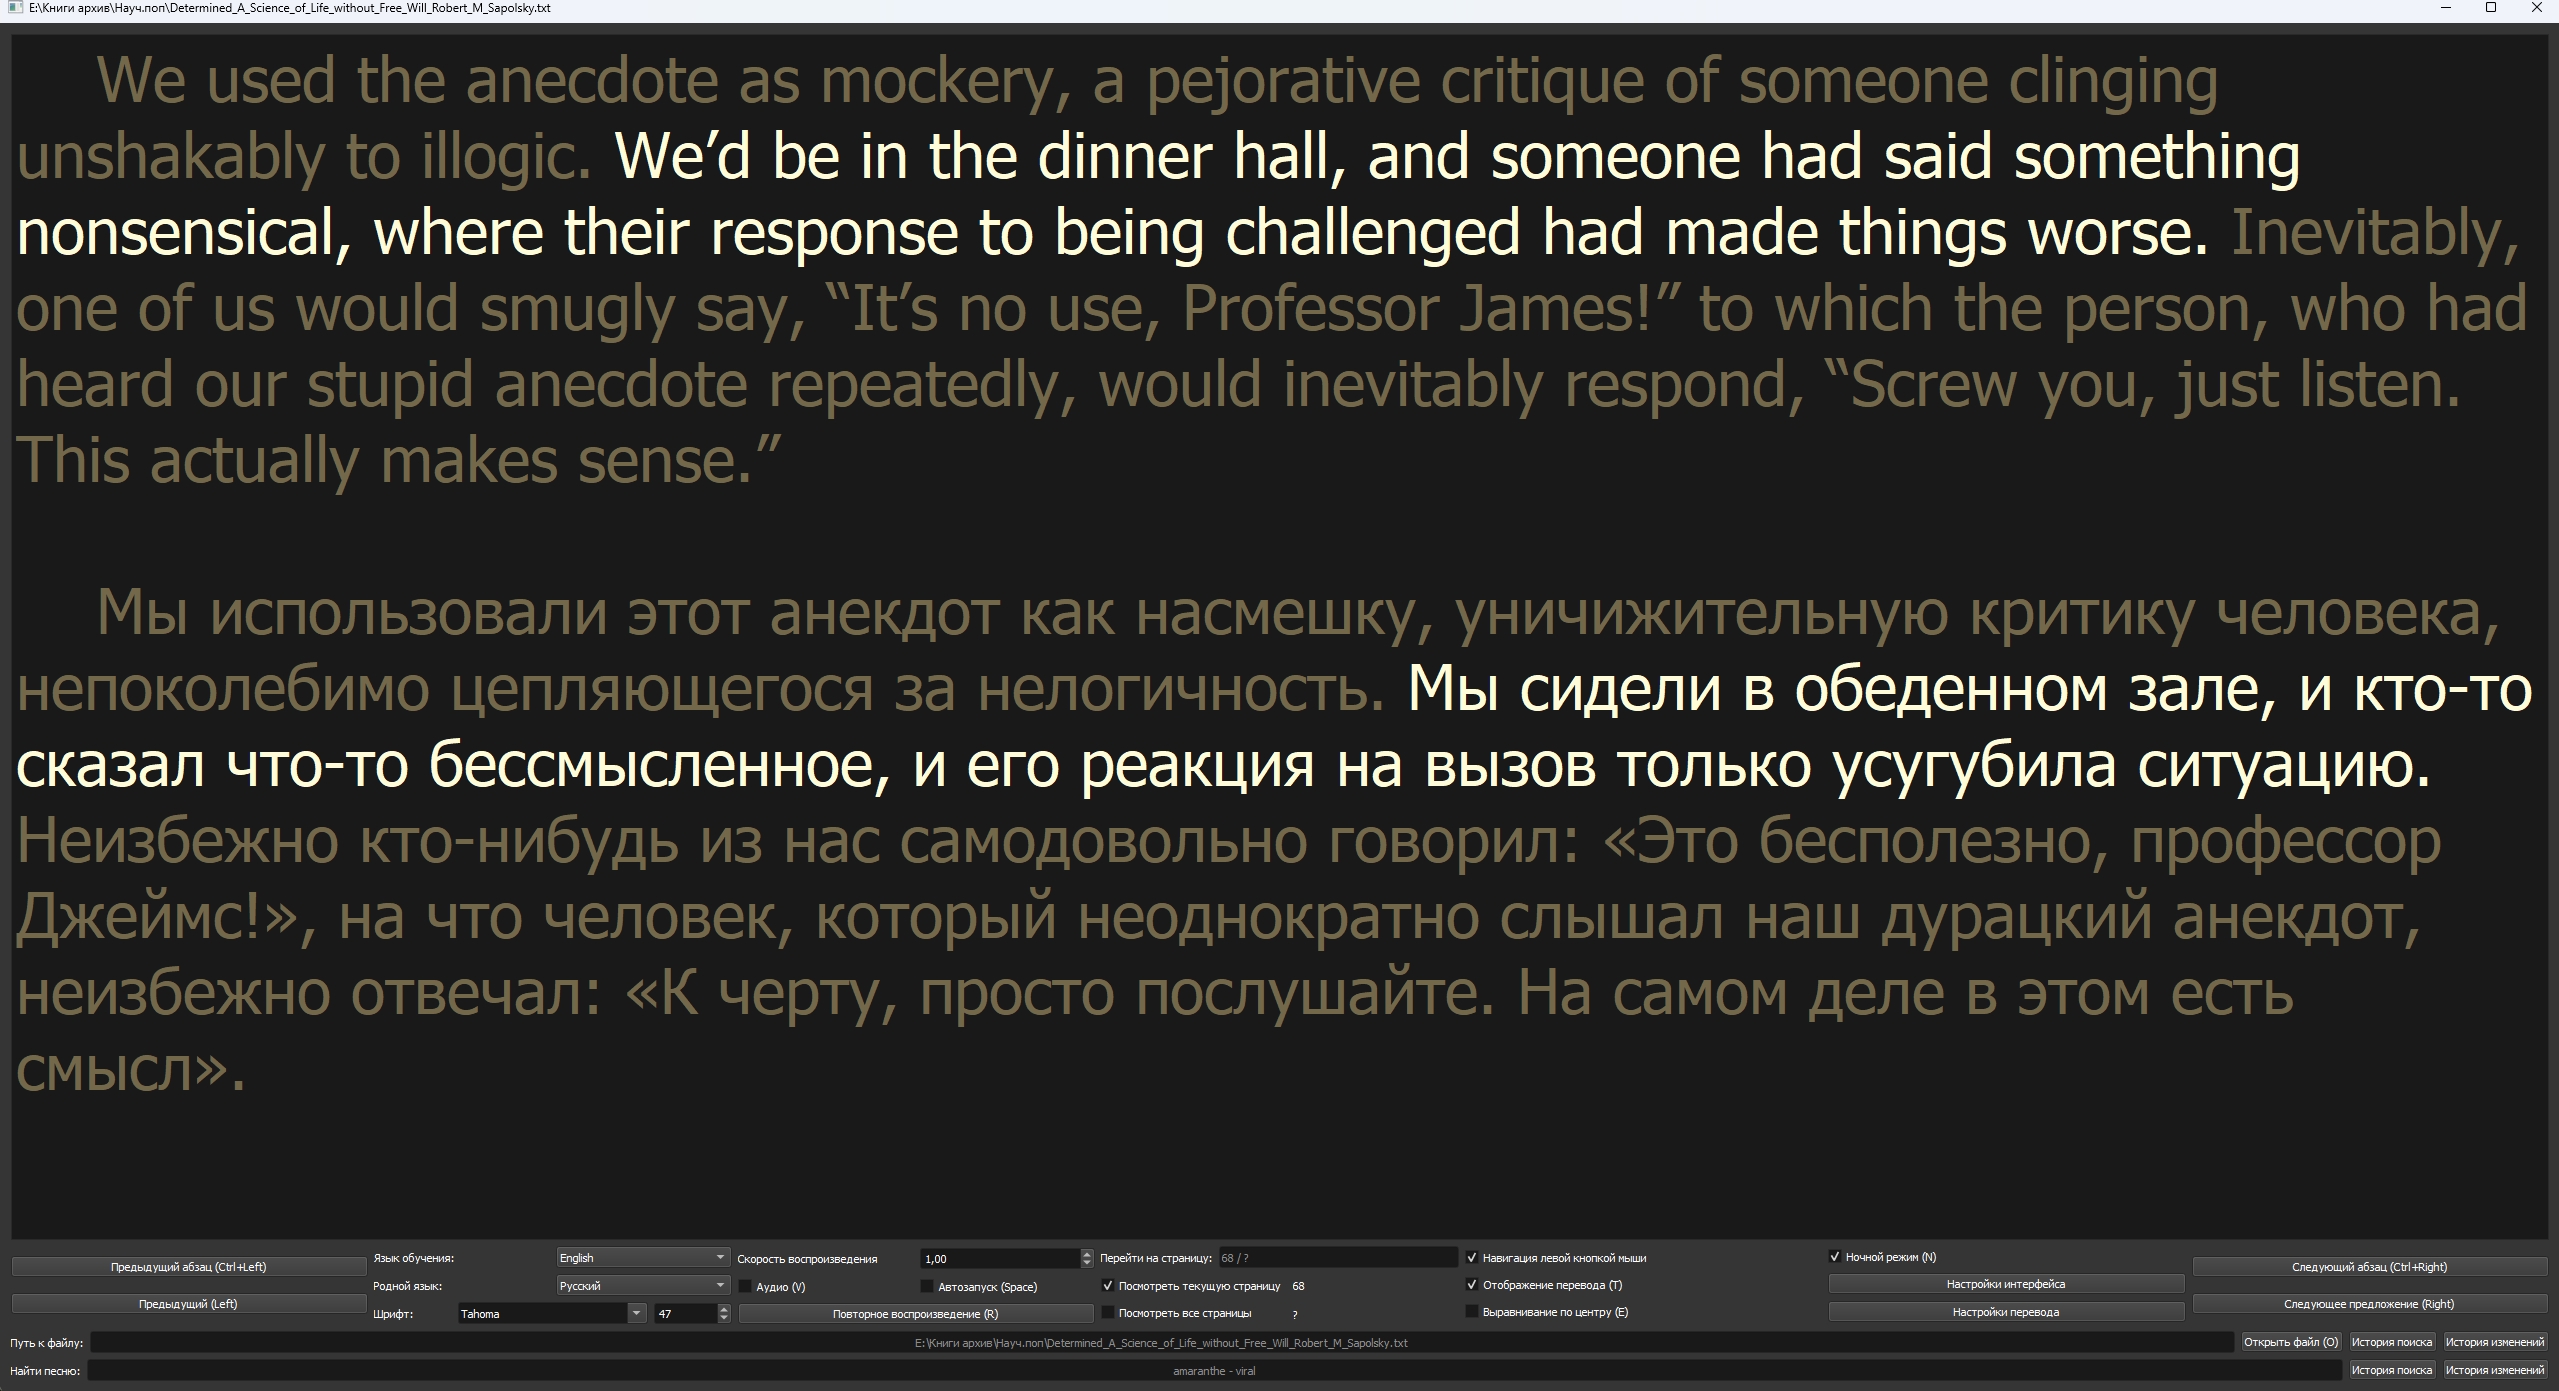 E:\Книги архив\Науч.поп\Determined_A_Science_of_Life_without_Free_Will_Robert_M_Sapolsky.txt
We used the anecdote as mockery, a pejorative critique of someone clinging
unshakably to illogic. We’d be in the dinner hall, and someone had said something
nonsensical, where their response to being challenged had made things worse. Inevitably,
one of us would smugly say, “It’s no use, Professor James!” to which the person, who had
heard our stupid anecdote repeatedly, would inevitably respond, “Screw you, just listen.
This actually makes sense.”
Мы использовали этот анекдот как насмешку, уничижительную критику человека,
непоколебимо цепляющегося за нелогичность. Мы сидели в обеденном зале, и кто-то
сказал что-то бессмысленное, и его реакция на вызов только усугубила ситуацию.
Неизбежно кто-нибудь из нас самодовольно говорил: «Это бесполезно, профессор
Джеймс!», на что человек, который неоднократно слышал наш дурацкий анекдот,
неизбежно отвечал: «К черту, просто послушайте. На самом деле в этом есть
смысл».
Предыдущий абзац (Ctrl+Left)
Предыдущий (Left)
Язык обучения: English
Родной язык: Русский
Шрифт: Tahoma 47
Скорость воспроизведения 1,00
Аудио (V) Автозапуск (Space)
Повторное воспроизведение (R)
Перейти на страницу: 68 / ?
Посмотреть текущую страницу 68
Посмотреть все страницы ?
Навигация левой кнопкой мыши
Отображение перевода (T)
Выравнивание по центру (E)
Ночной режим (N)
Настройки интерфейса
Настройки перевода
Следующий абзац (Ctrl+Right)
Следующее предложение (Right)
Путь к файлу: E:\Книги архив\Науч.поп\Determined_A_Science_of_Life_without_Free_Will_Robert_M_Sapolsky.txt Открыть файл (O) История поиска История изменений
Найти песню: amaranthe - viral История поиска История изменений